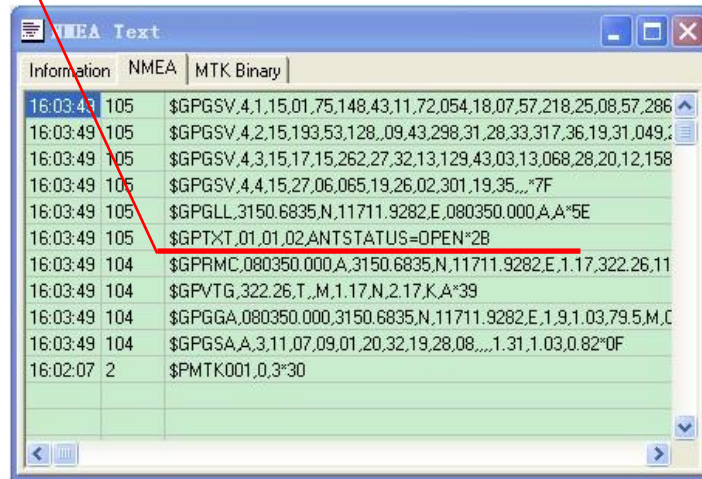 NMEA Text
Information NMEA MTK Binary
16:03:49 105 $GPGSV,4,1,15,01,75,148,43,11,72,054,18,07,57,218,25,08,57,286
16:03:49 105 $GPGSV,4,2,15,193,53,128,,09,43,298,31,28,33,317,36,19,31,049,2
16:03:49 105 $GPGSV,4,3,15,17,15,262,27,32,13,129,43,03,13,068,28,20,12,158
16:03:49 105 $GPGSV,4,4,15,27,06,065,19,26,02,301,19,35,,,*7F
16:03:49 105 $GPGLL,3150.6835,N,11711.9282,E,080350.000,A,A*5E
16:03:49 105 $GPTXT,01,01,02,ANTSTATUS=OPEN*2B
16:03:49 104 $GPRMC,080350.000,A,3150.6835,N,11711.9282,E,1.17,322.26,11
16:03:49 104 $GPVTG,322.26,T,,M,1.17,N,2.17,K,A*39
16:03:49 104 $GPGGA,080350.000,3150.6835,N,11711.9282,E,1,9,1.03,79.5,M,0
16:03:49 104 $GPGSA,A,3,11,07,09,01,20,32,19,28,08,,,,1.31,1.03,0.82*0F
16:02:07 2 $PMTK001,0,3*30